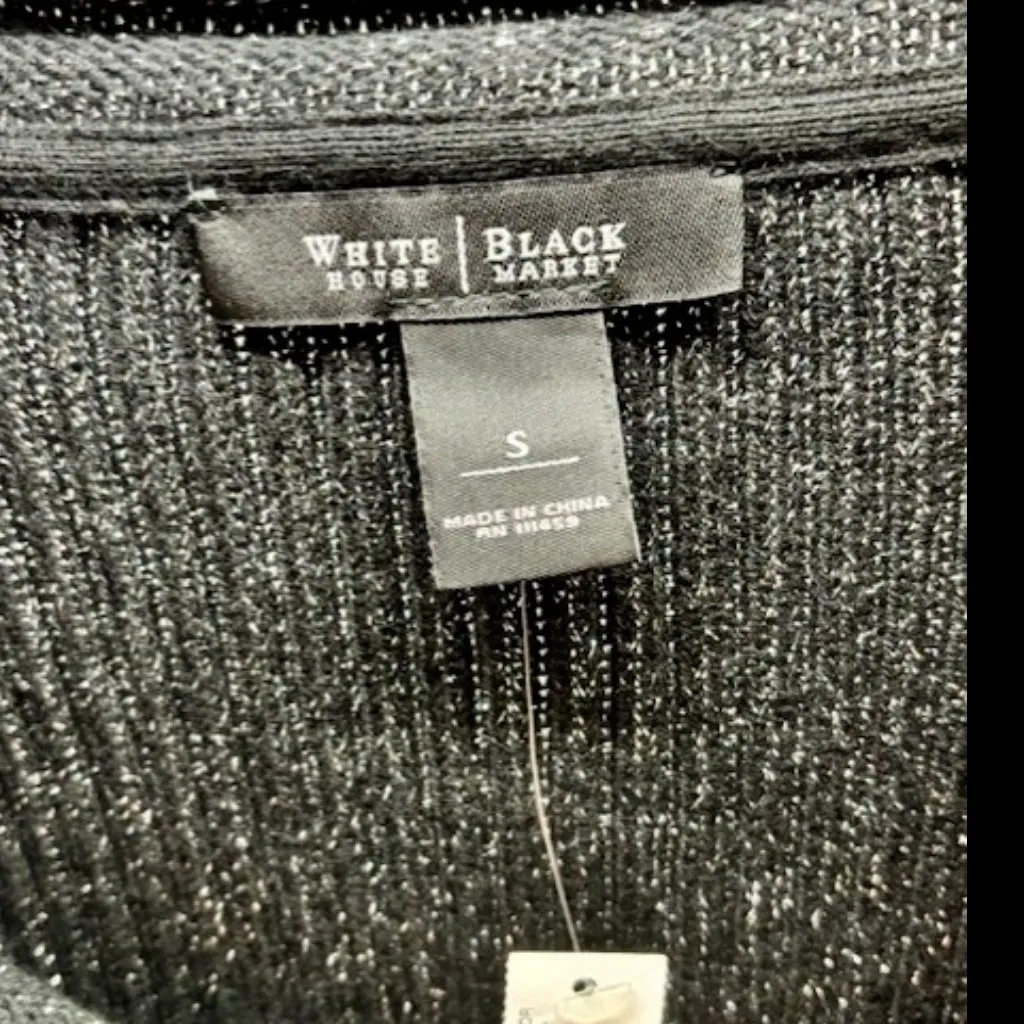 WHITE | BLACK
HOUSE | MARKET
S
MADE IN CHINA
RN 111459